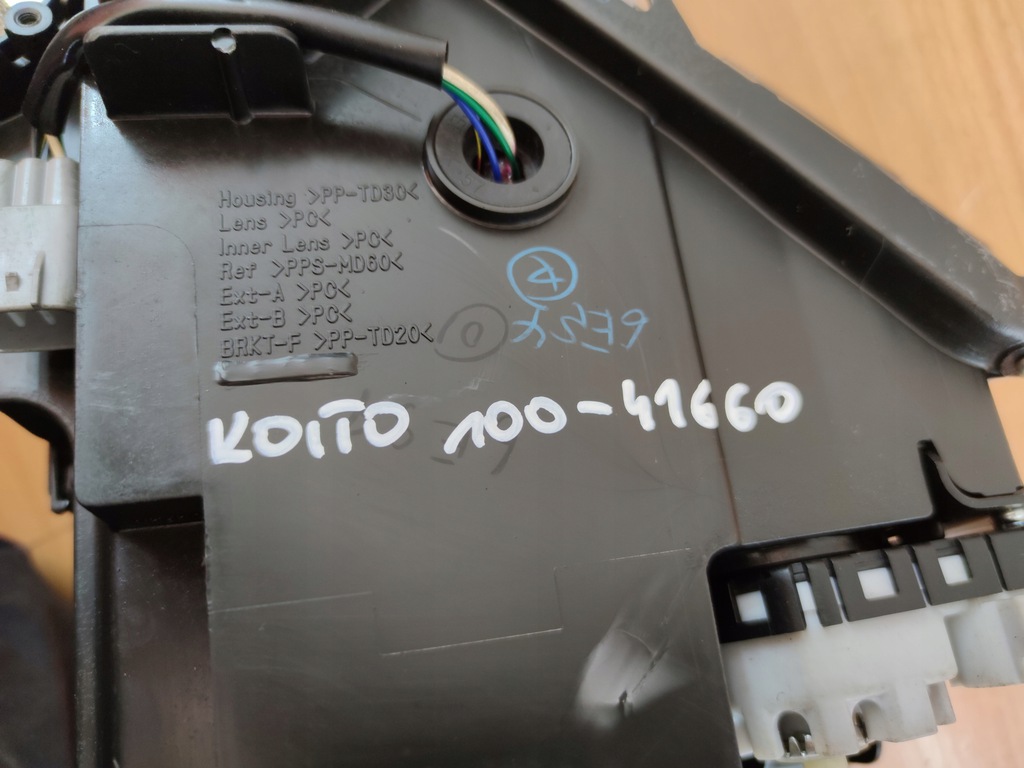 Housing >PP-TD30<
Lens >PC<
Inner Lens >PC<
Ref >PPS-MD60<
Ext-A >PC<
Ext-B >PC<
BRKT-F >PP-TD20<
KOITO 100-41660